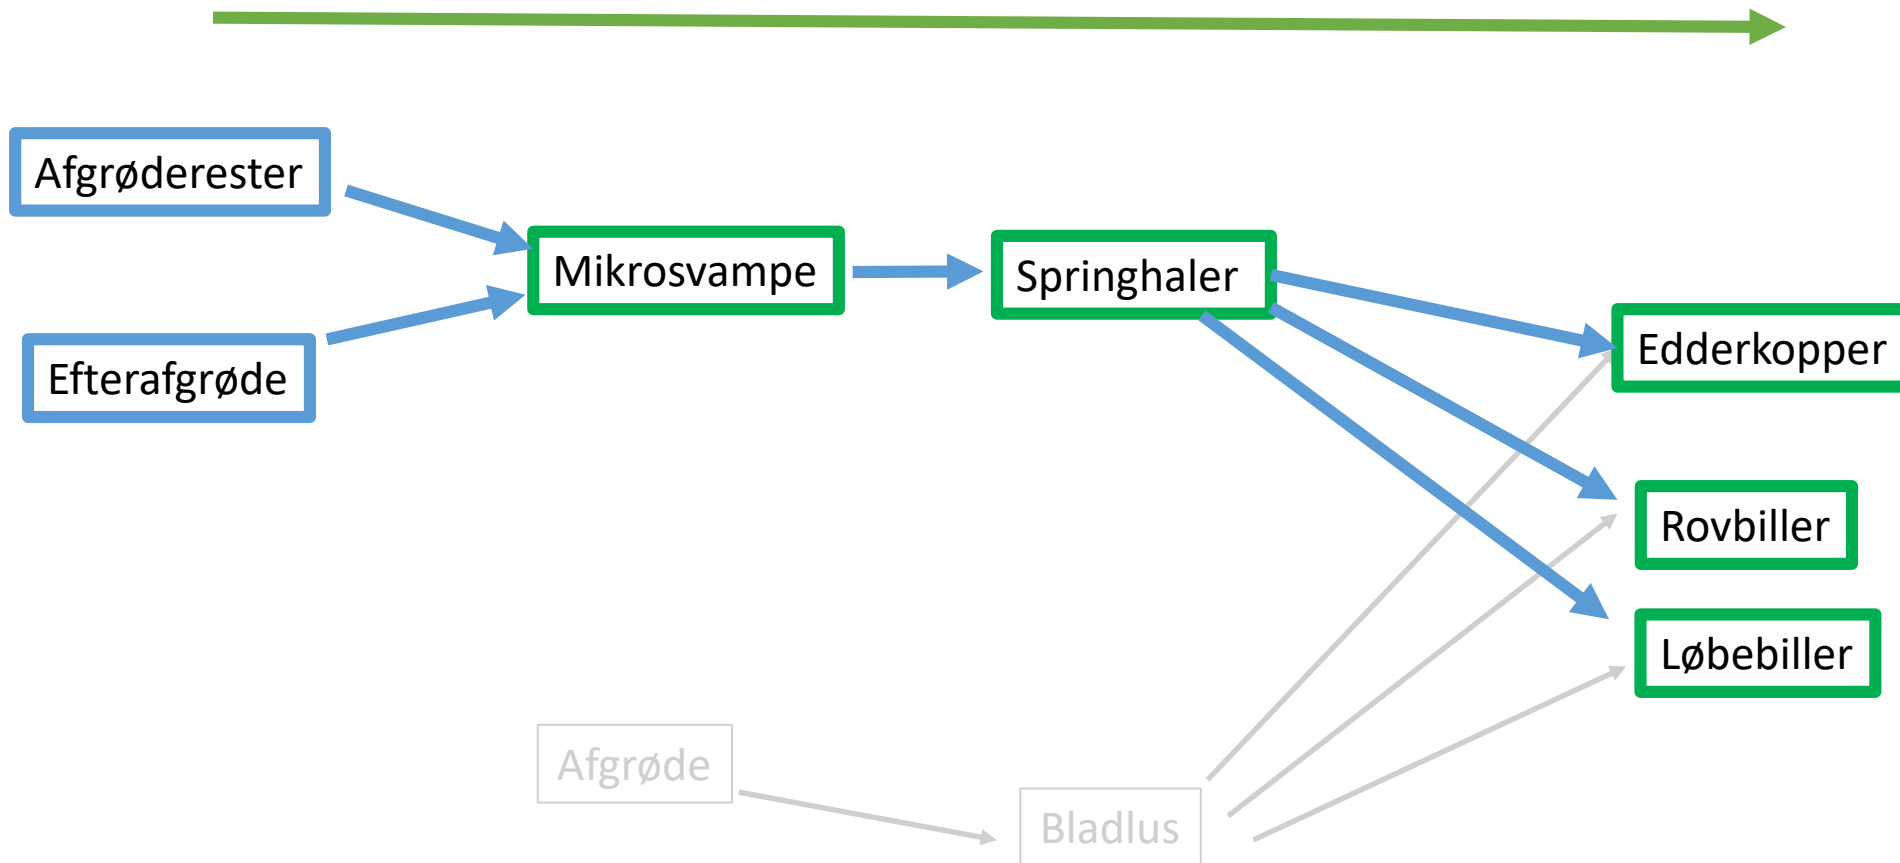 Afgrøderester
Mikrosvampe
Springhaler
Efterafgrøde
Edderkopper
Rovbiller
Løbebiller
Afgrøde
Bladlus